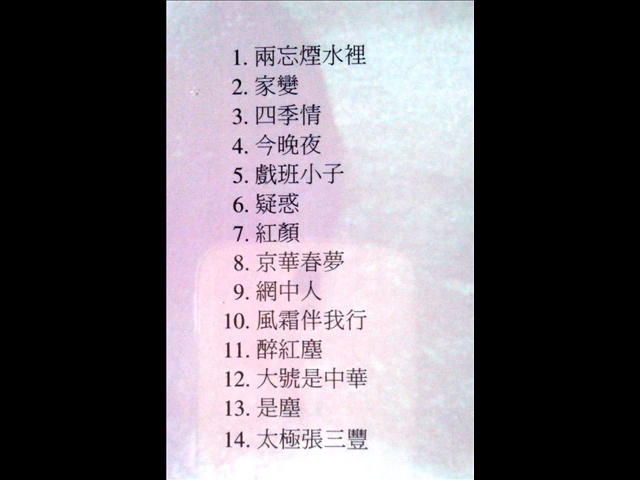 1. 兩忘煙水裡
2. 家變
3. 四季情
4. 今晚夜
5. 戲班小子
6. 疑惑
7. 紅顏
8. 京華春夢
9. 網中人
10. 風霜伴我行
11. 醉紅塵
12. 大號是中華
13. 是塵
14. 太極張三豐